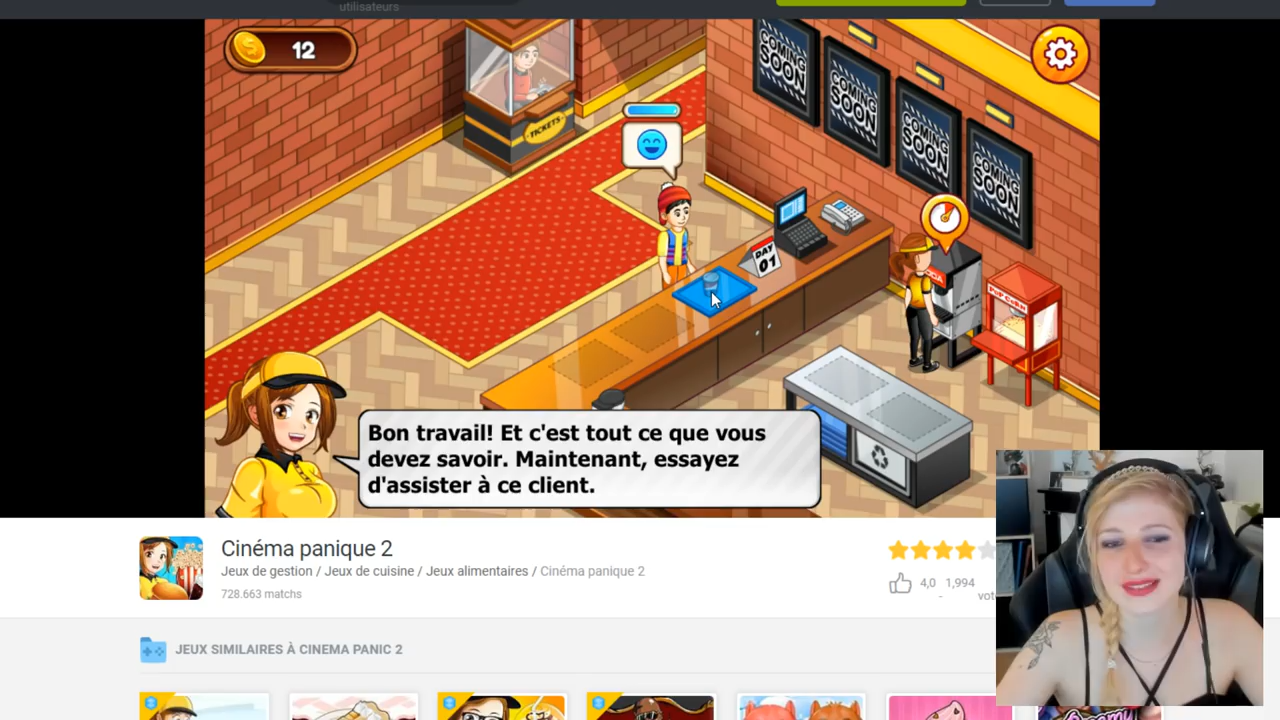 utilisateurs
12
TICKETS
COMING SOON
COMING SOON
COMING SOON
COMING SOON
DAY
01
SODA
POP CORN
Bon travail! Et c'est tout ce que vous
devez savoir. Maintenant, essayez
d'assister à ce client.
Cinéma panique 2
Jeux de gestion / Jeux de cuisine / Jeux alimentaires / Cinéma panique 2
728.663 matchs
4,0 1,994
-
vot
JEUX SIMILAIRES À CINEMA PANIC 2